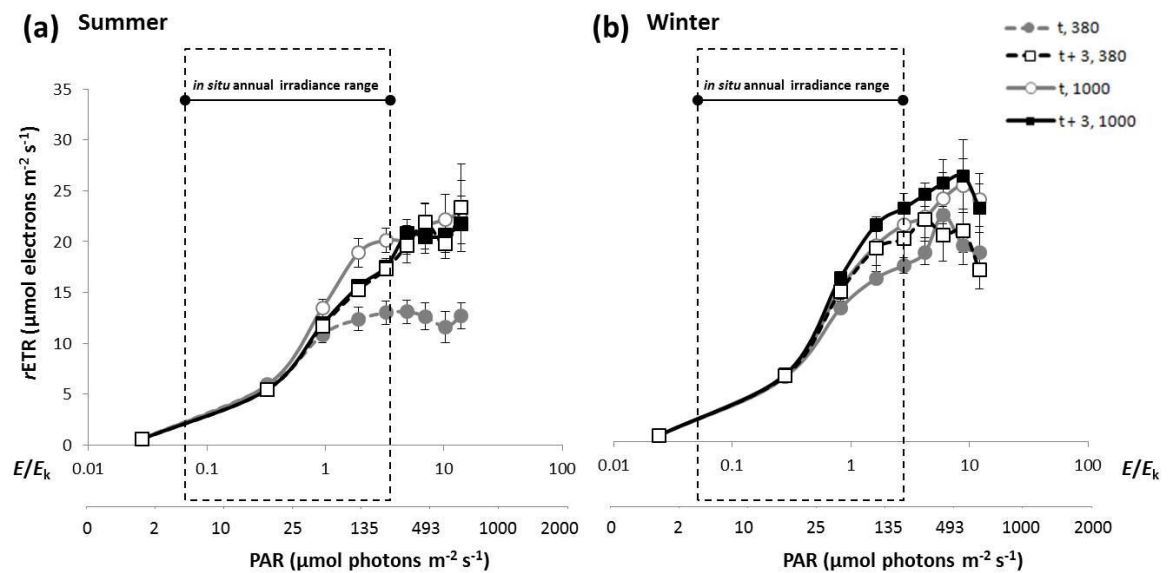 (a) Summer
(b) Winter
t, 380
t + 3, 380
t, 1000
t + 3, 1000
in situ annual irradiance range
in situ annual irradiance range
rETR (µmol electrons m-2 s-1)
35
30
25
20
15
10
5
0
E/Ek
0.01 0.1 1 10 100
0.01 0.1 1 10 100
E/Ek
0 2 10 25 135 493 1000 2000
0 2 10 25 135 493 1000 2000
PAR (µmol photons m-2 s-1)
PAR (µmol photons m-2 s-1)